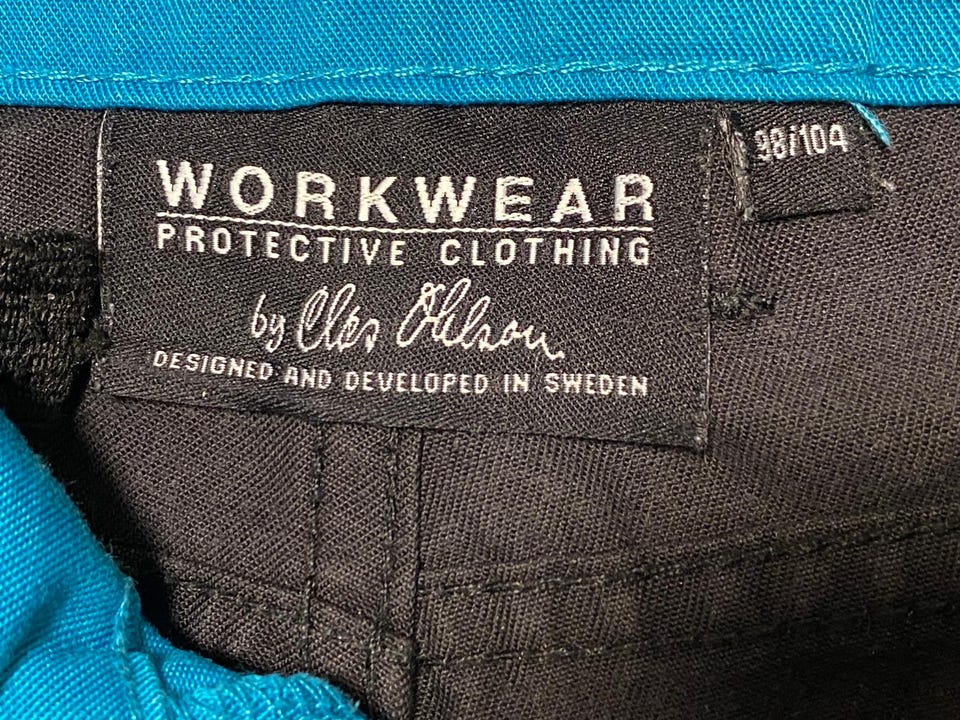 WORKWEAR
PROTECTIVE CLOTHING
by Clas Ohlson
DESIGNED AND DEVELOPED IN SWEDEN
98/104